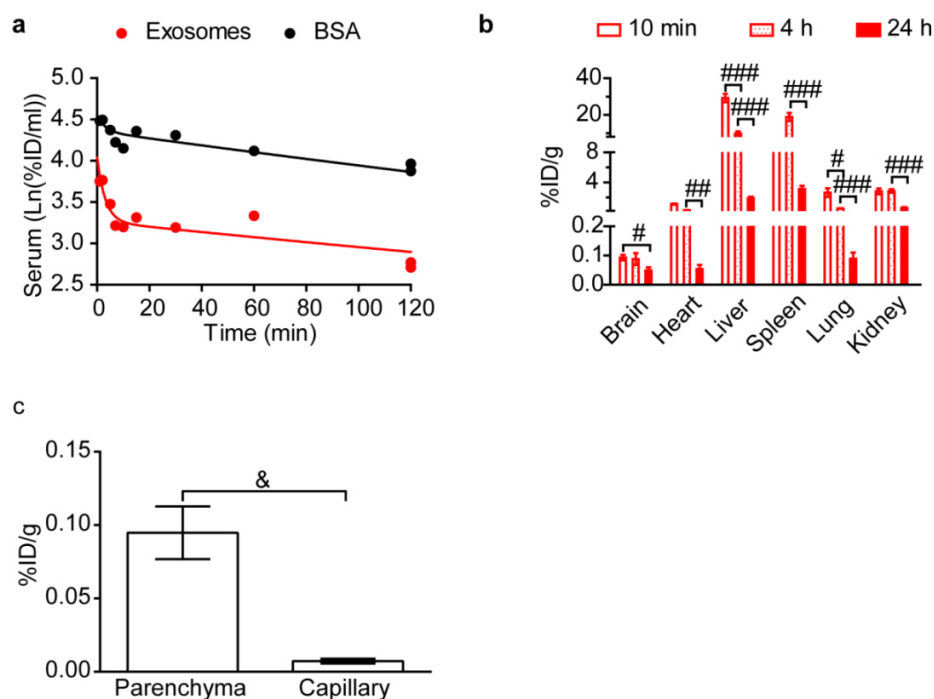 a
Exosomes BSA
5.0
4.5
4.0
3.5
3.0
2.5
Serum (Ln(%ID/ml))
0 20 40 60 80 100 120
Time (min)
b
10 min 4 h 24 h
40
20
8
4
0.2
0.1
0.0
%ID/g
###
###
###
##
#
###
###
#
Brain Heart Liver Spleen Lung Kidney
c
0.15
0.10
0.05
0.00
%ID/g
&
Parenchyma Capillary